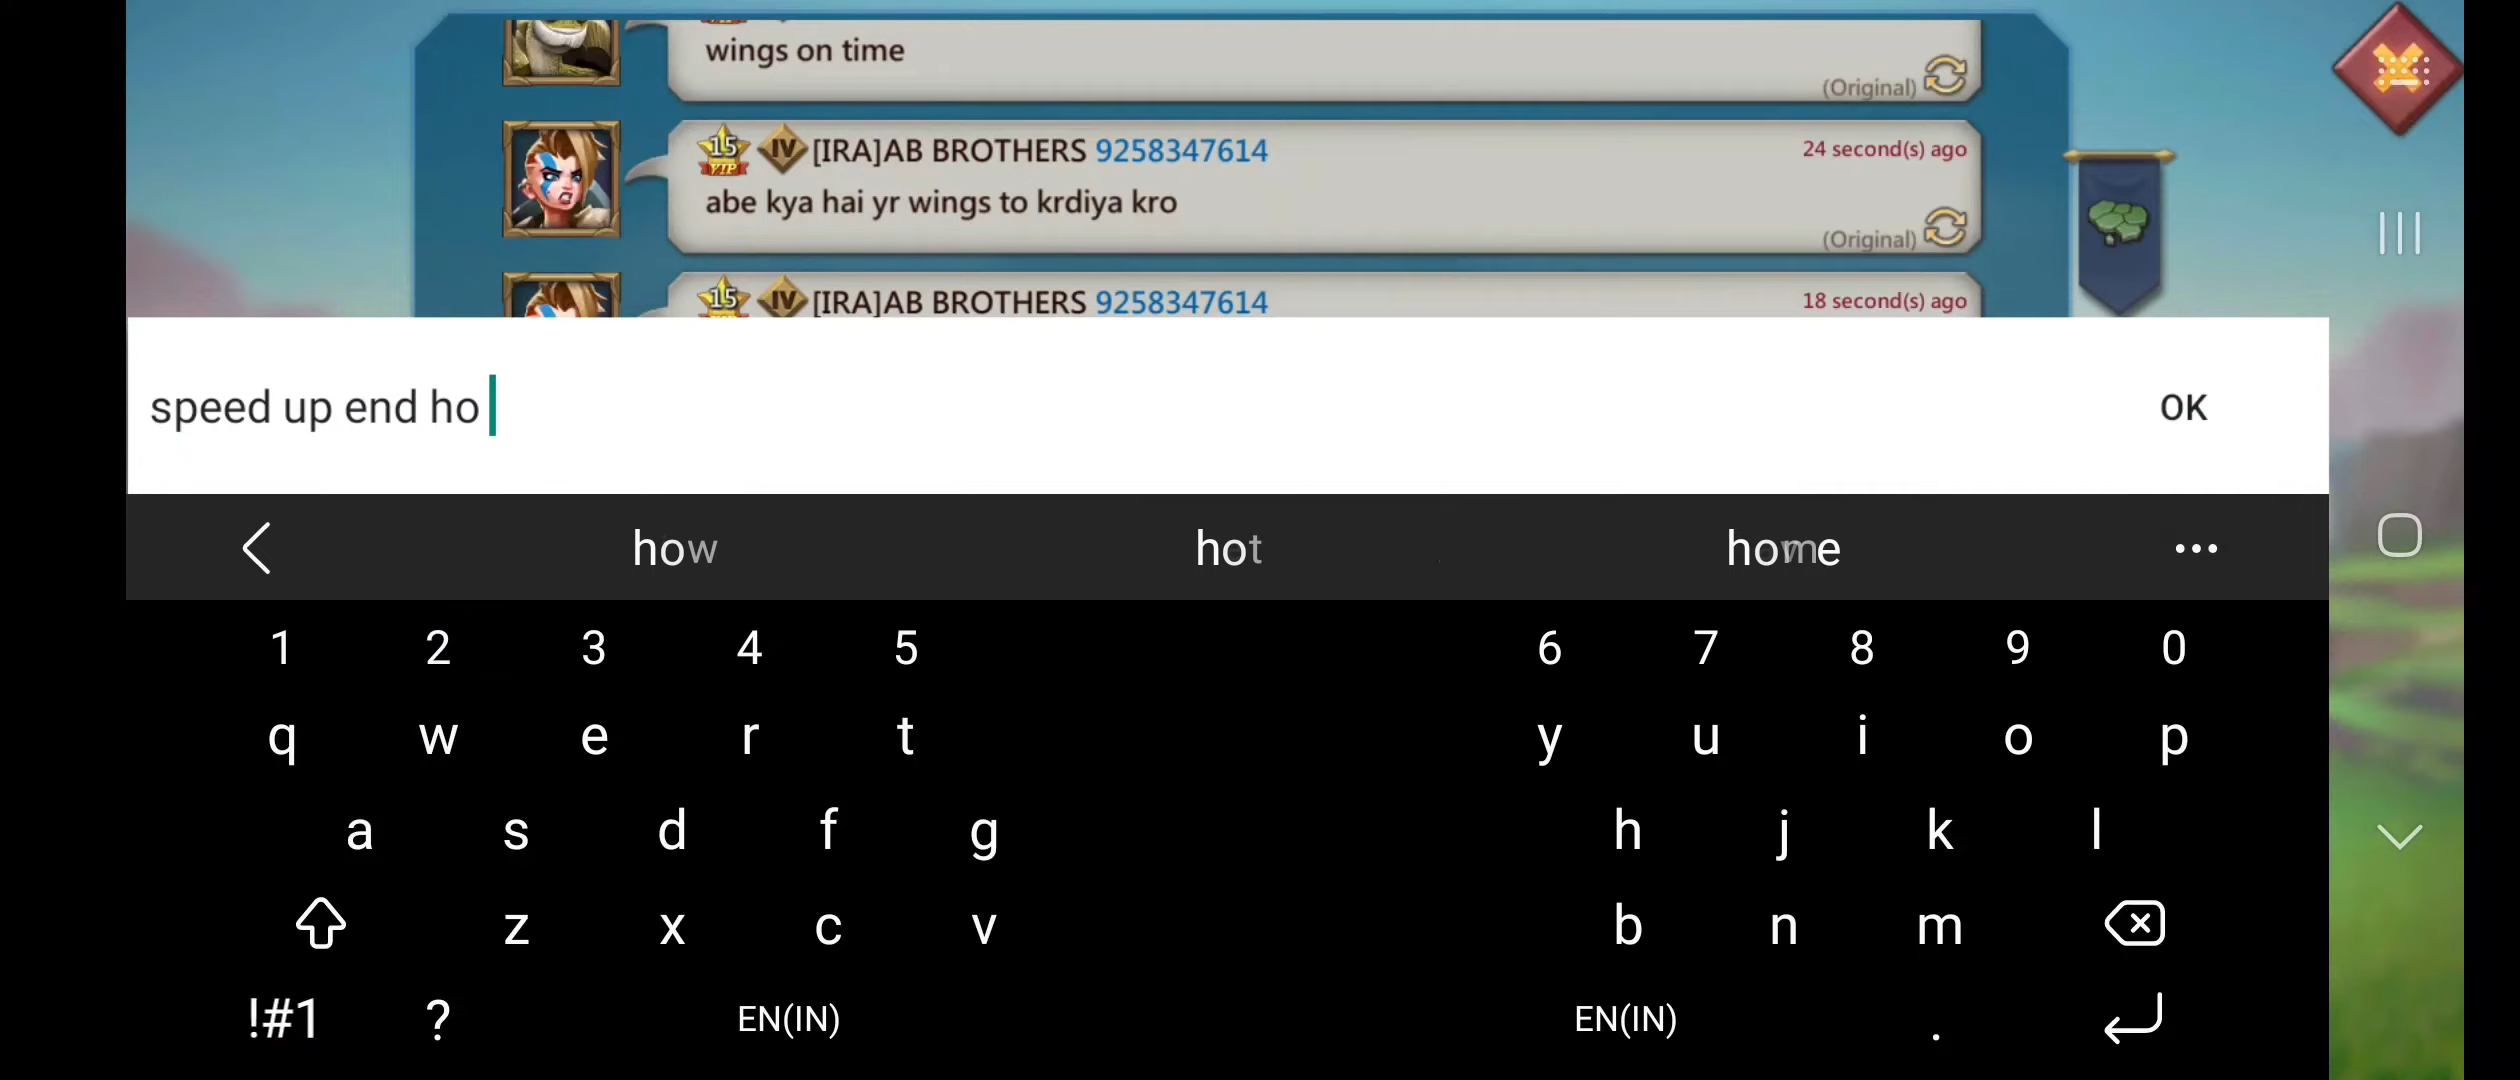 wings on time
(Original)
15 VIP IV [IRA]AB BROTHERS 9258347614 24 second(s) ago
abe kya hai yr wings to krdiya kro
(Original)
15 IV [IRA]AB BROTHERS 9258347614 18 second(s) ago
speed up end ho OK
how hot home
1 2 3 4 5 6 7 8 9 0
q w e r t y u i o p
a s d f g h j k l
z x c v b n m
!#1 ? EN(IN) EN(IN) .